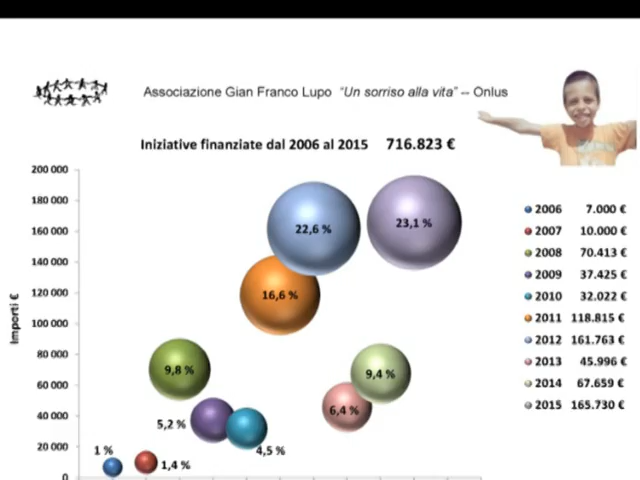 Associazione Gian Franco Lupo "Un sorriso alla vita" – Onlus
Iniziative finanziate dal 2006 al 2015 716.823 €
200 000
180 000
160 000
140 000
120 000
100 000
80 000
60 000
40 000
20 000
0
Importi €
1 %
1,4 %
9,8 %
5,2 %
4,5 %
16,6 %
22,6 %
6,4 %
9,4 %
23,1 %
2006 7.000 €
2007 10.000 €
2008 70.413 €
2009 37.425 €
2010 32.022 €
2011 118.815 €
2012 161.763 €
2013 45.996 €
2014 67.659 €
2015 165.730 €